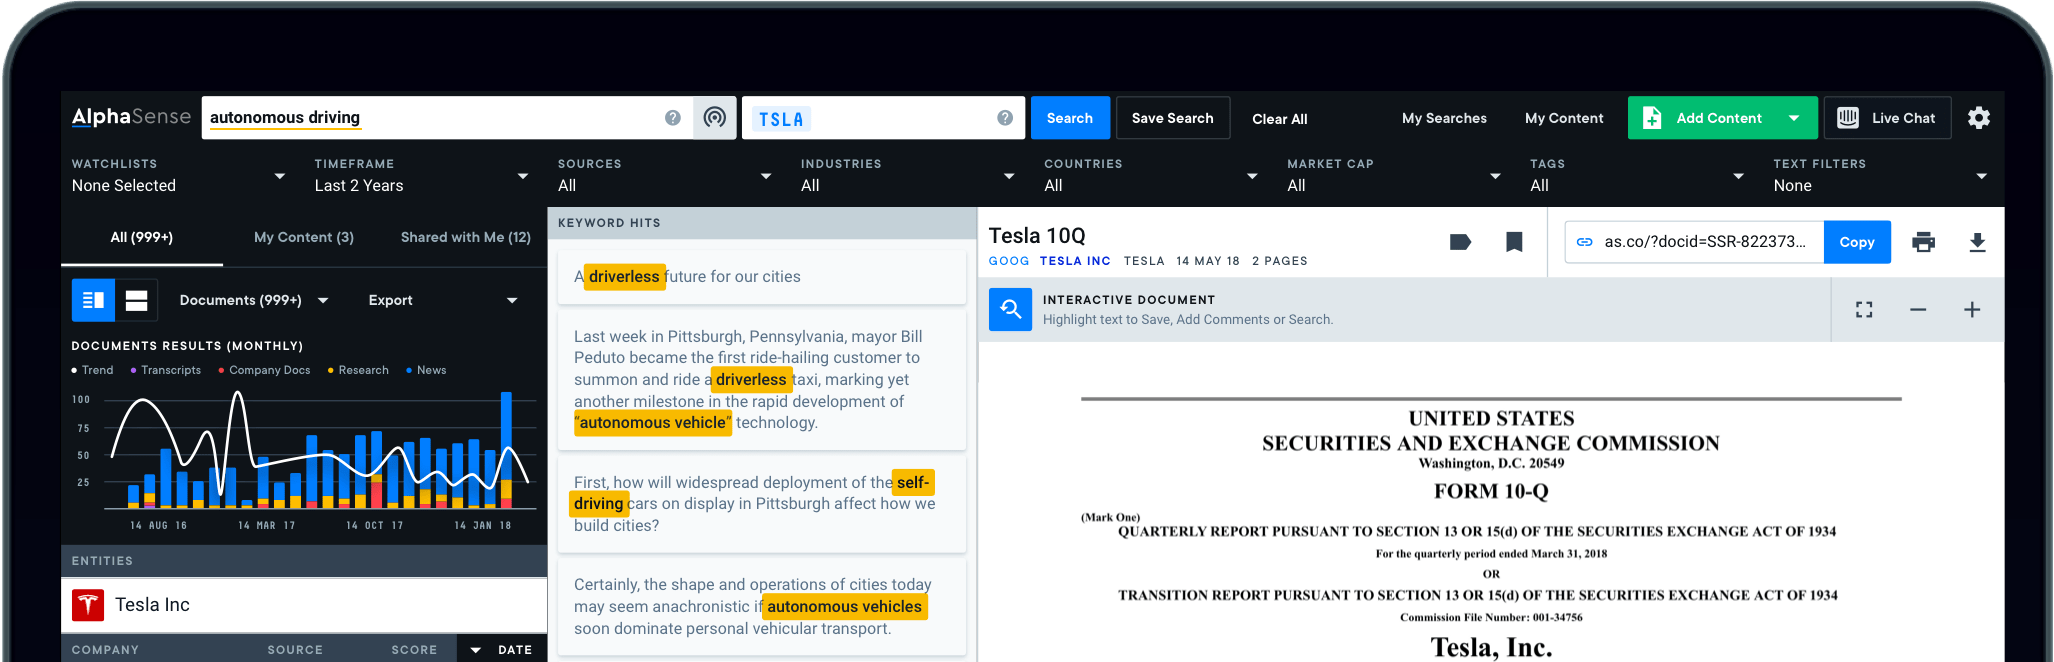 AlphaSense
autonomous driving
?
TSLA
?
Search
Save Search
Clear All
My Searches
My Content
Add Content
Live Chat
WATCHLISTS
None Selected
TIMEFRAME
Last 2 Years
SOURCES
All
INDUSTRIES
All
COUNTRIES
All
MARKET CAP
All
TAGS
All
TEXT FILTERS
None
All (999+)
My Content (3)
Shared with Me (12)
Documents (999+)
Export
DOCUMENTS RESULTS (MONTHLY)
Trend
Transcripts
Company Docs
Research
News
100
75
50
25
14 AUG 16
14 MAR 17
14 OCT 17
14 JAN 18
ENTITIES
Tesla Inc
COMPANY
SOURCE
SCORE
DATE
KEYWORD HITS
A driverless future for our cities
Last week in Pittsburgh, Pennsylvania, mayor Bill
Peduto became the first ride-hailing customer to
summon and ride a driverless taxi, marking yet
another milestone in the rapid development of
“autonomous vehicle” technology.
First, how will widespread deployment of the self-
driving cars on display in Pittsburgh affect how we
build cities?
Certainly, the shape and operations of cities today
may seem anachronistic if autonomous vehicles
soon dominate personal vehicular transport.
Tesla 10Q
GOOG TESLA INC TESLA 14 MAY 18 2 PAGES
as.co/?docid=SSR-822373...
Copy
INTERACTIVE DOCUMENT
Highlight text to Save, Add Comments or Search.
UNITED STATES
SECURITIES AND EXCHANGE COMMISSION
Washington, D.C. 20549
FORM 10-Q
(Mark One)
QUARTERLY REPORT PURSUANT TO SECTION 13 OR 15(d) OF THE SECURITIES EXCHANGE ACT OF 1934
For the quarterly period ended March 31, 2018
OR
TRANSITION REPORT PURSUANT TO SECTION 13 OR 15(d) OF THE SECURITIES EXCHANGE ACT OF 1934
Commission File Number: 001-34756
Tesla, Inc.